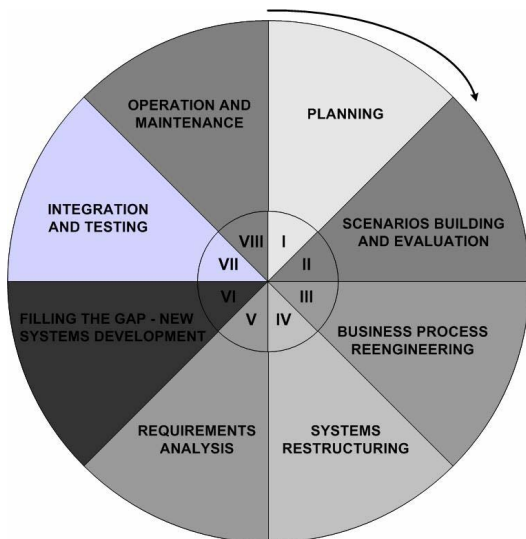 PLANNING
SCENARIOS BUILDING
AND EVALUATION
BUSINESS PROCESS
REENGINEERING
SYSTEMS
RESTRUCTURING
REQUIREMENTS
ANALYSIS
FILLING THE GAP - NEW
SYSTEMS DEVELOPMENT
INTEGRATION
AND TESTING
OPERATION AND
MAINTENANCE
I
II
III
IV
V
VI
VII
VIII